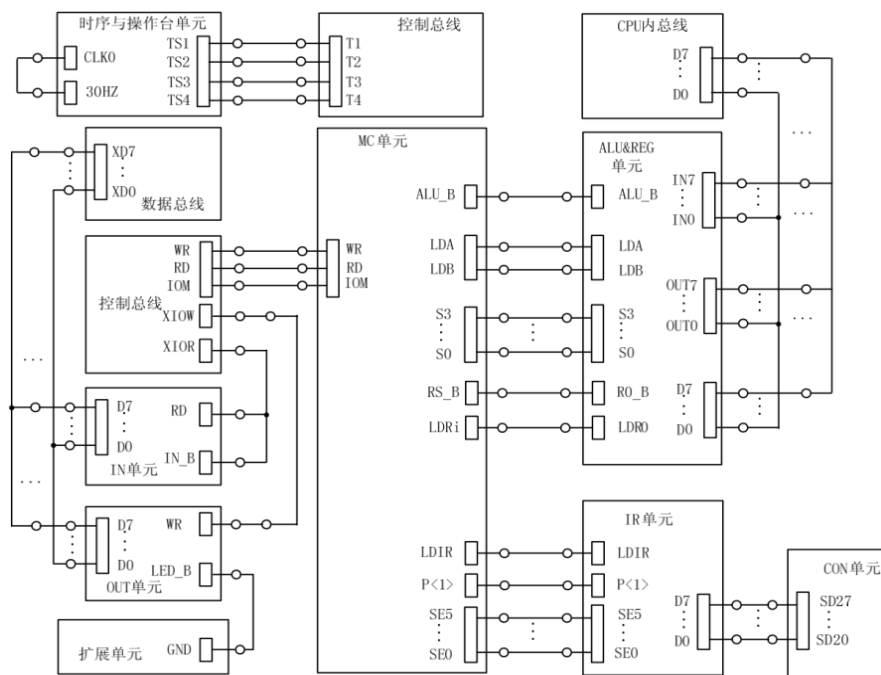 时序与操作台单元
CLK0
30HZ
TS1
TS2
TS3
TS4
控制总线
T1
T2
T3
T4
CPU内总线
D7
D0
XD7
XD0
数据总线
MC单元
ALU&REG
单元
ALU_B
ALU_B
IN7
IN0
WR
RD
IOM
控制总线
XIOW
XIOR
WR
RD
IOM
LDA
LDB
LDA
LDB
OUT7
OUT0
S3
S0
S3
S0
RS_B
R0_B
D7
D0
LDRi
LDR0
D7
D0
RD
IN_B
IN单元
D7
D0
WR
LED_B
OUT单元
扩展单元
GND
IR单元
LDIR
LDIR
P<1>
P<1>
SE5
SE0
SE5
SE0
D7
D0
CON单元
SD27
SD20